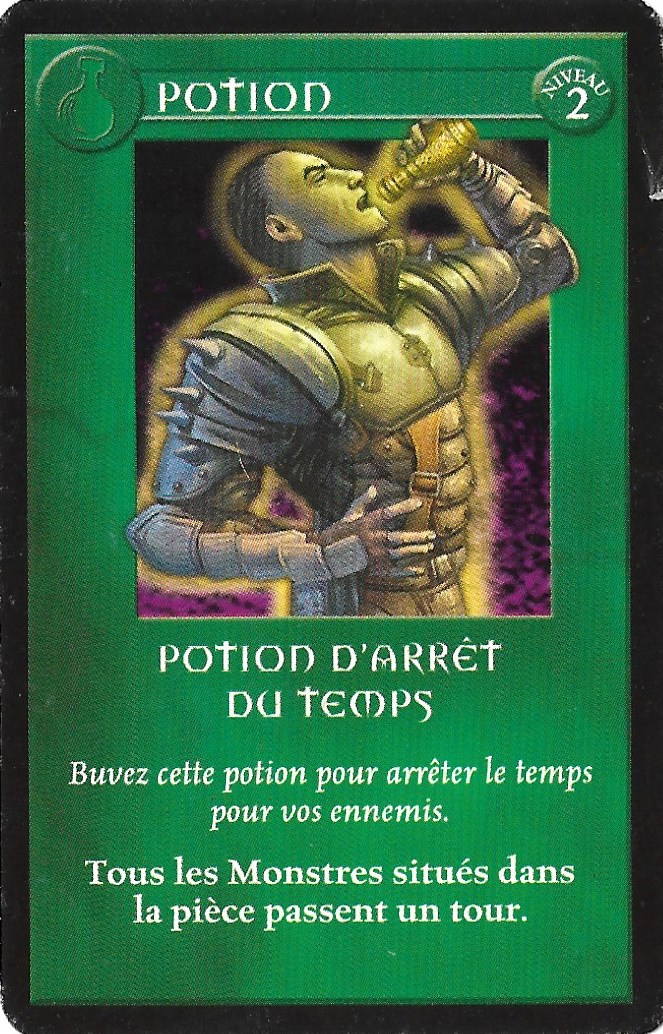 POTION
NIVEAU
2
POTION D'ARRÊT
DU TEMPS
Buvez cette potion pour arrêter le temps
pour vos ennemis.
Tous les Monstres situés dans
la pièce passent un tour.